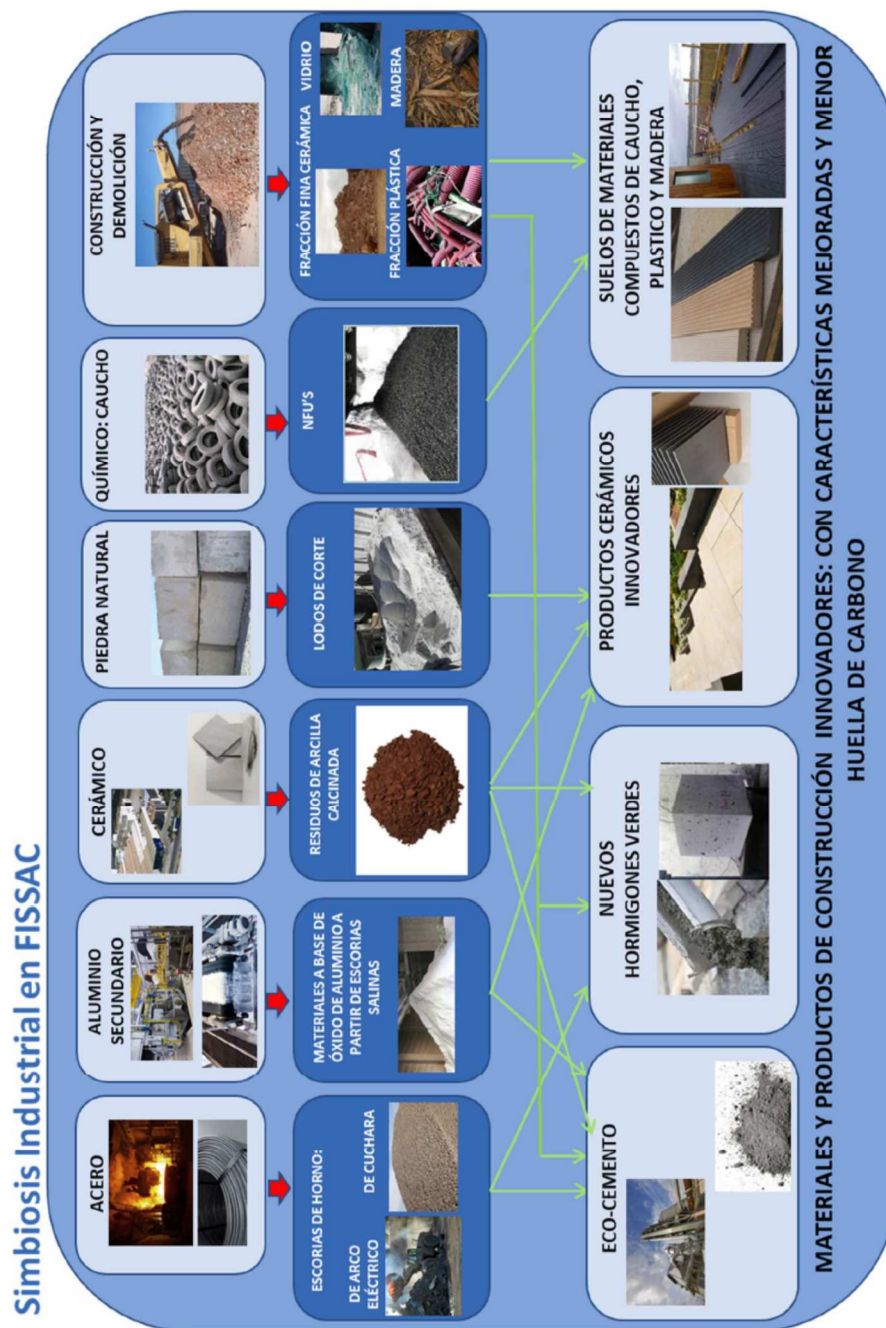 Simbiosis Industrial en FISSAC
ACERO
ALUMINIO
SECUNDARIO
CERÁMICO
PIEDRA NATURAL
QUÍMICO: CAUCHO
CONSTRUCCIÓN Y
DEMOLICIÓN
ESCORIAS DE HORNO:
DE ARCO
ELÉCTRICO
DE CUCHARA
MATERIALES A BASE DE
ÓXIDO DE ALUMINIO A
PARTIR DE ESCORIAS
SALINAS
RESIDUOS DE ARCILLA
CALCINADA
LODOS DE CORTE
NFU'S
FRACCIÓN FINA CERÁMICA
VIDRIO
FRACCIÓN PLÁSTICA
MADERA
ECO-CEMENTO
NUEVOS
HORMIGONES VERDES
PRODUCTOS CERÁMICOS
INNOVADORES
SUELOS DE MATERIALES
COMPUESTOS DE CAUCHO,
PLASTICO Y MADERA
MATERIALES Y PRODUCTOS DE CONSTRUCCIÓN INNOVADORES: CON CARACTERÍSTICAS MEJORADAS Y MENOR
HUELLA DE CARBONO